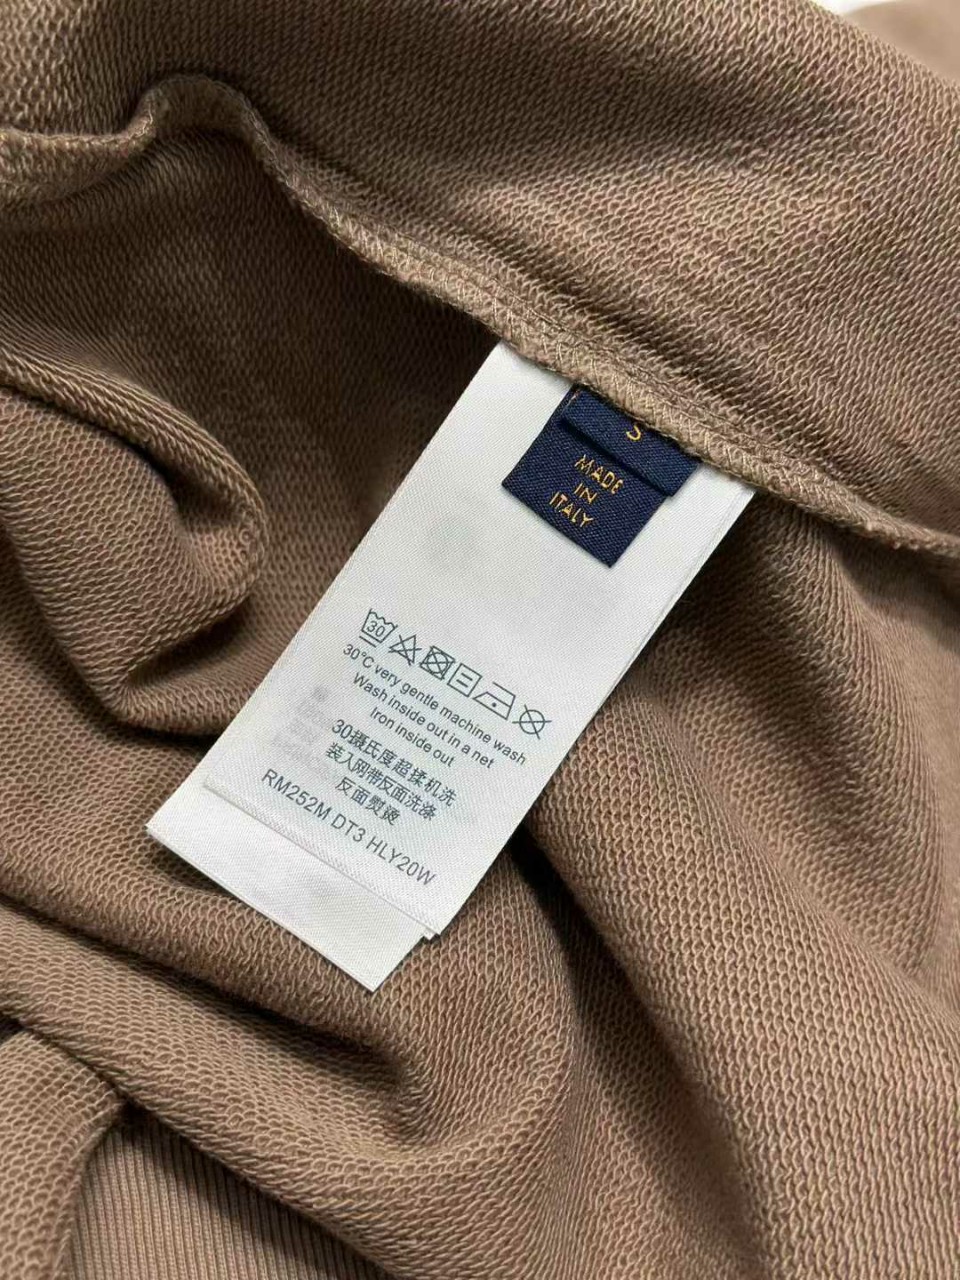 S
MADE
IN
ITALY
30
30°C very gentle machine wash
Wash inside out in a net
Iron inside out
30摄氏度超揉机洗
装入网带反面洗涤
反面熨烫
RM252M DT3 HLY20W